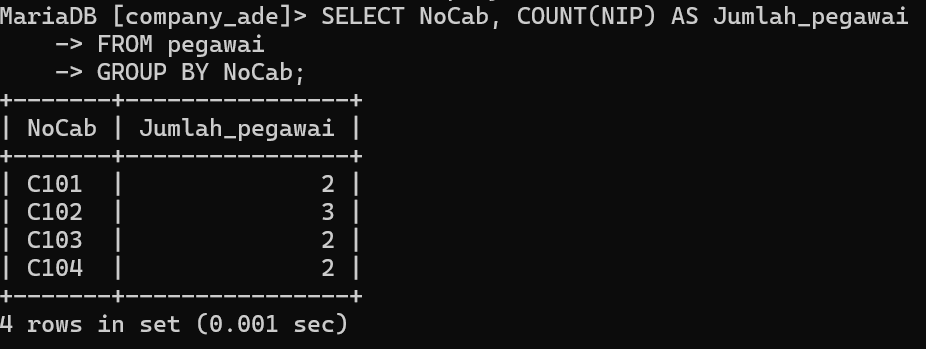 MariaDB [company_ade]> SELECT NoCab, COUNT(NIP) AS Jumlah_pegawai
    -> FROM pegawai
    -> GROUP BY NoCab;
+-------+----------------+
| NoCab | Jumlah_pegawai |
+-------+----------------+
| C101  |              2 |
| C102  |              3 |
| C103  |              2 |
| C104  |              2 |
+-------+----------------+
4 rows in set (0.001 sec)